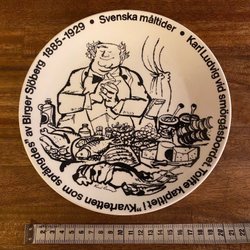 Svenska måltider • Karl Ludvig vid smörgåsbordet. Tolfte kapitlet i "Kvartetten som sprängdes" av Birger Sjöberg 1885-1929 •